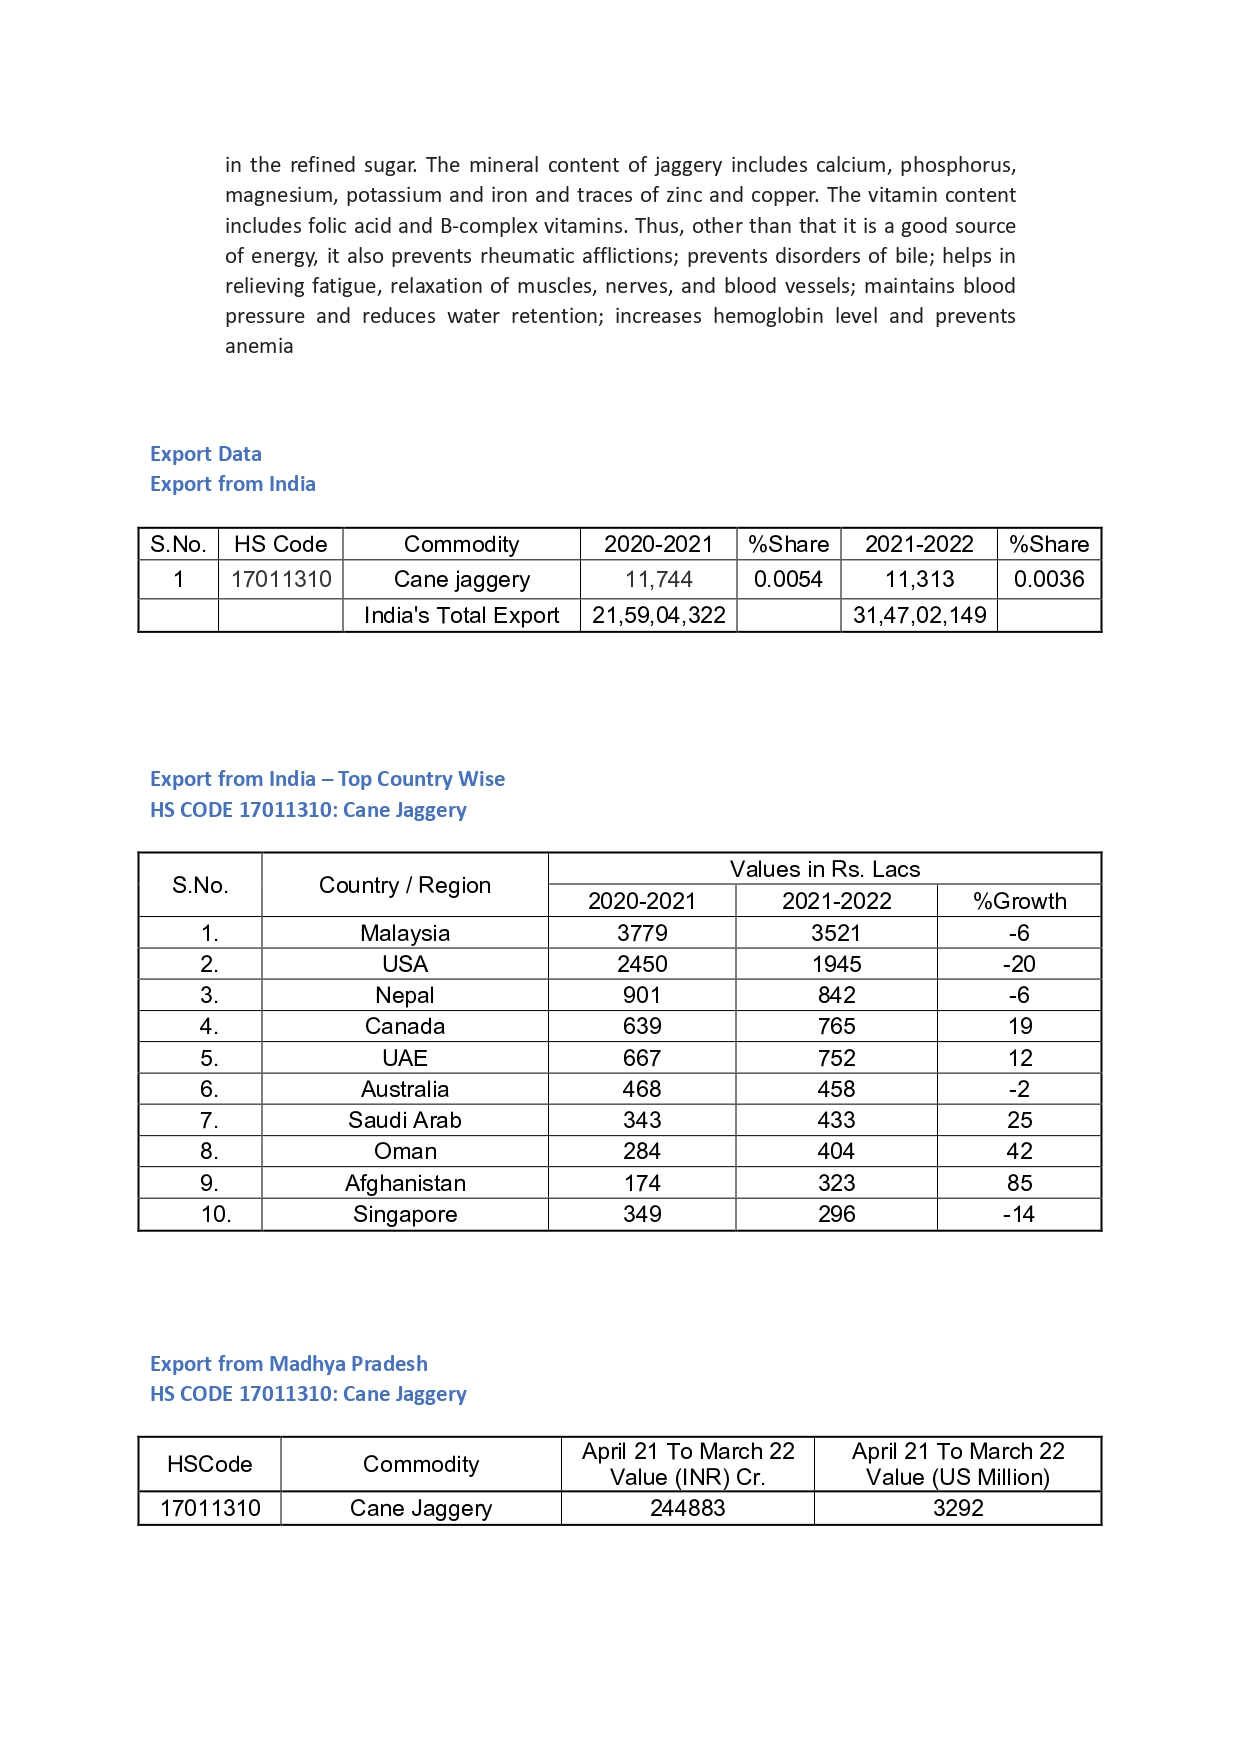 in the refined sugar. The mineral content of jaggery includes calcium, phosphorus,
magnesium, potassium and iron and traces of zinc and copper. The vitamin content
includes folic acid and B-complex vitamins. Thus, other than that it is a good source
of energy, it also prevents rheumatic afflictions; prevents disorders of bile; helps in
relieving fatigue, relaxation of muscles, nerves, and blood vessels; maintains blood
pressure and reduces water retention; increases hemoglobin level and prevents
anemia
Export Data
Export from India
S.No. HS Code Commodity 2020-2021 %Share 2021-2022 %Share
1 17011310 Cane jaggery 11,744 0.0054 11,313 0.0036
India's Total Export 21,59,04,322 31,47,02,149
Export from India – Top Country Wise
HS CODE 17011310: Cane Jaggery
S.No. Country / Region Values in Rs. Lacs
2020-2021 2021-2022 %Growth
1. Malaysia 3779 3521 -6
2. USA 2450 1945 -20
3. Nepal 901 842 -6
4. Canada 639 765 19
5. UAE 667 752 12
6. Australia 468 458 -2
7. Saudi Arab 343 433 25
8. Oman 284 404 42
9. Afghanistan 174 323 85
10. Singapore 349 296 -14
Export from Madhya Pradesh
HS CODE 17011310: Cane Jaggery
HSCode Commodity April 21 To March 22 April 21 To March 22
Value (INR) Cr. Value (US Million)
17011310 Cane Jaggery 244883 3292